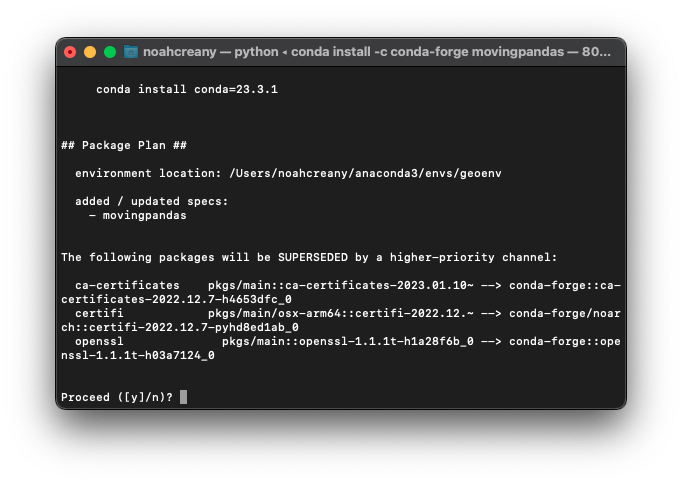 noahcreany — python ◂ conda install -c conda-forge movingpandas — 80...
conda install conda=23.3.1
## Package Plan ##
environment location: /Users/noahcreany/anaconda3/envs/geoenv
added / updated specs:
- movingpandas
The following packages will be SUPERSEDED by a higher-priority channel:
ca-certificates    pkgs/main::ca-certificates-2023.01.10~ --> conda-forge::ca-
certificates-2022.12.7-h4653dfc_0
certifi            pkgs/main/osx-arm64::certifi-2022.12.~ --> conda-forge/noar
ch::certifi-2022.12.7-pyhd8ed1ab_0
openssl              pkgs/main::openssl-1.1.1t-h1a28f6b_0 --> conda-forge::ope
nssl-1.1.1t-h03a7124_0
Proceed ([y]/n)?